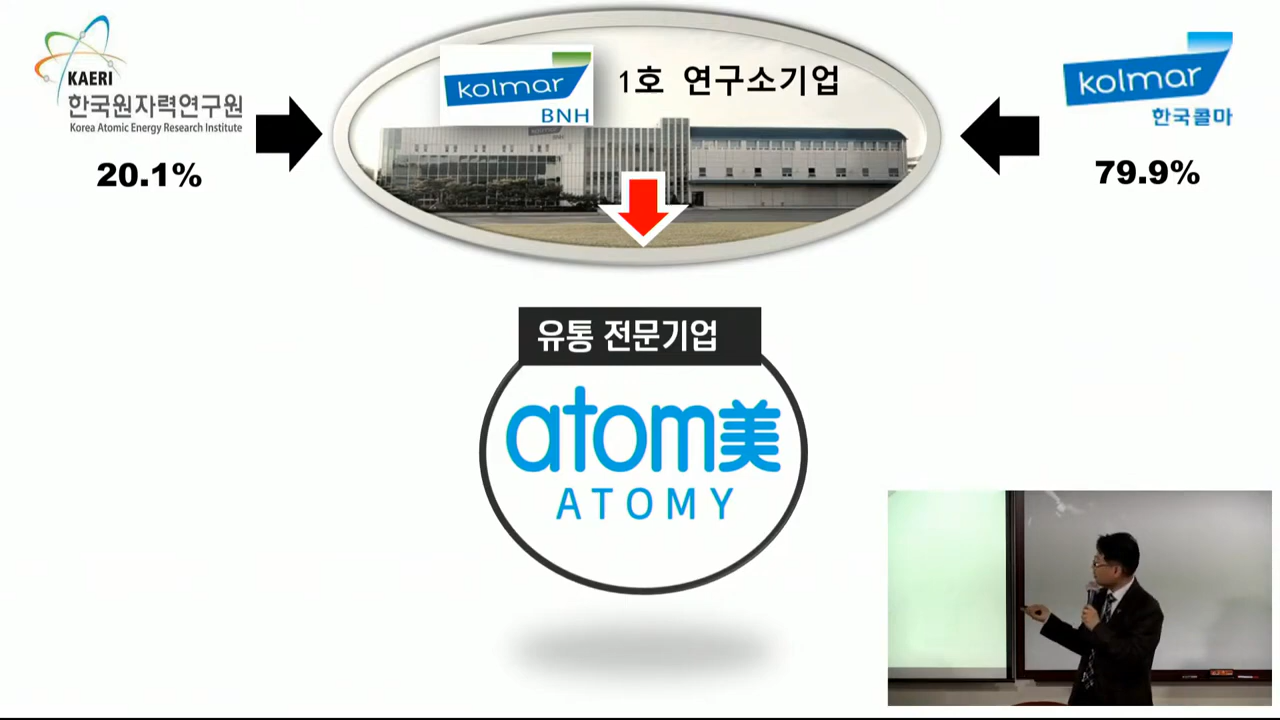 KAERI
한국원자력연구원
Korea Atomic Energy Research Institute
20.1%
kolmar
BNH
1호 연구소기업
kolmar
한국콜마
79.9%
유통 전문기업
atom美
ATOMY